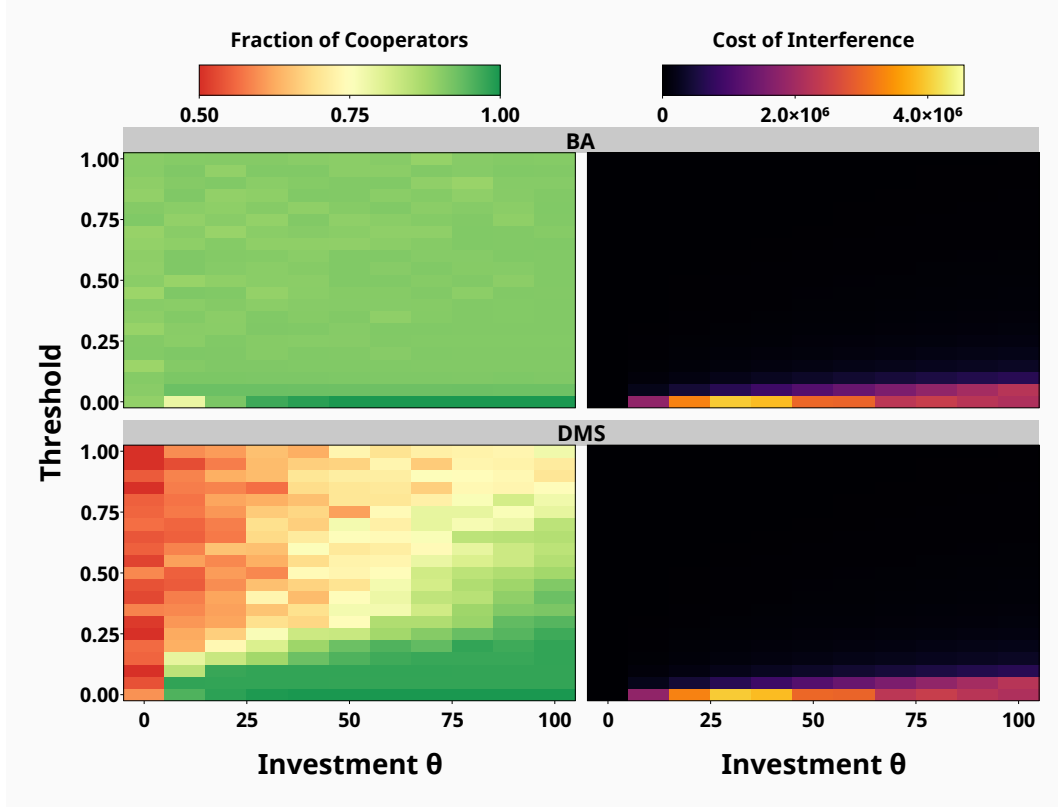 Fraction of Cooperators
Cost of Interference
0.50 0.75 1.00
0 2.0×10⁶ 4.0×10⁶
BA
1.00
0.75
0.50
0.25
0.00
Threshold
DMS
1.00
0.75
0.50
0.25
0.00
0 25 50 75 100
0 25 50 75 100
Investment θ
Investment θ